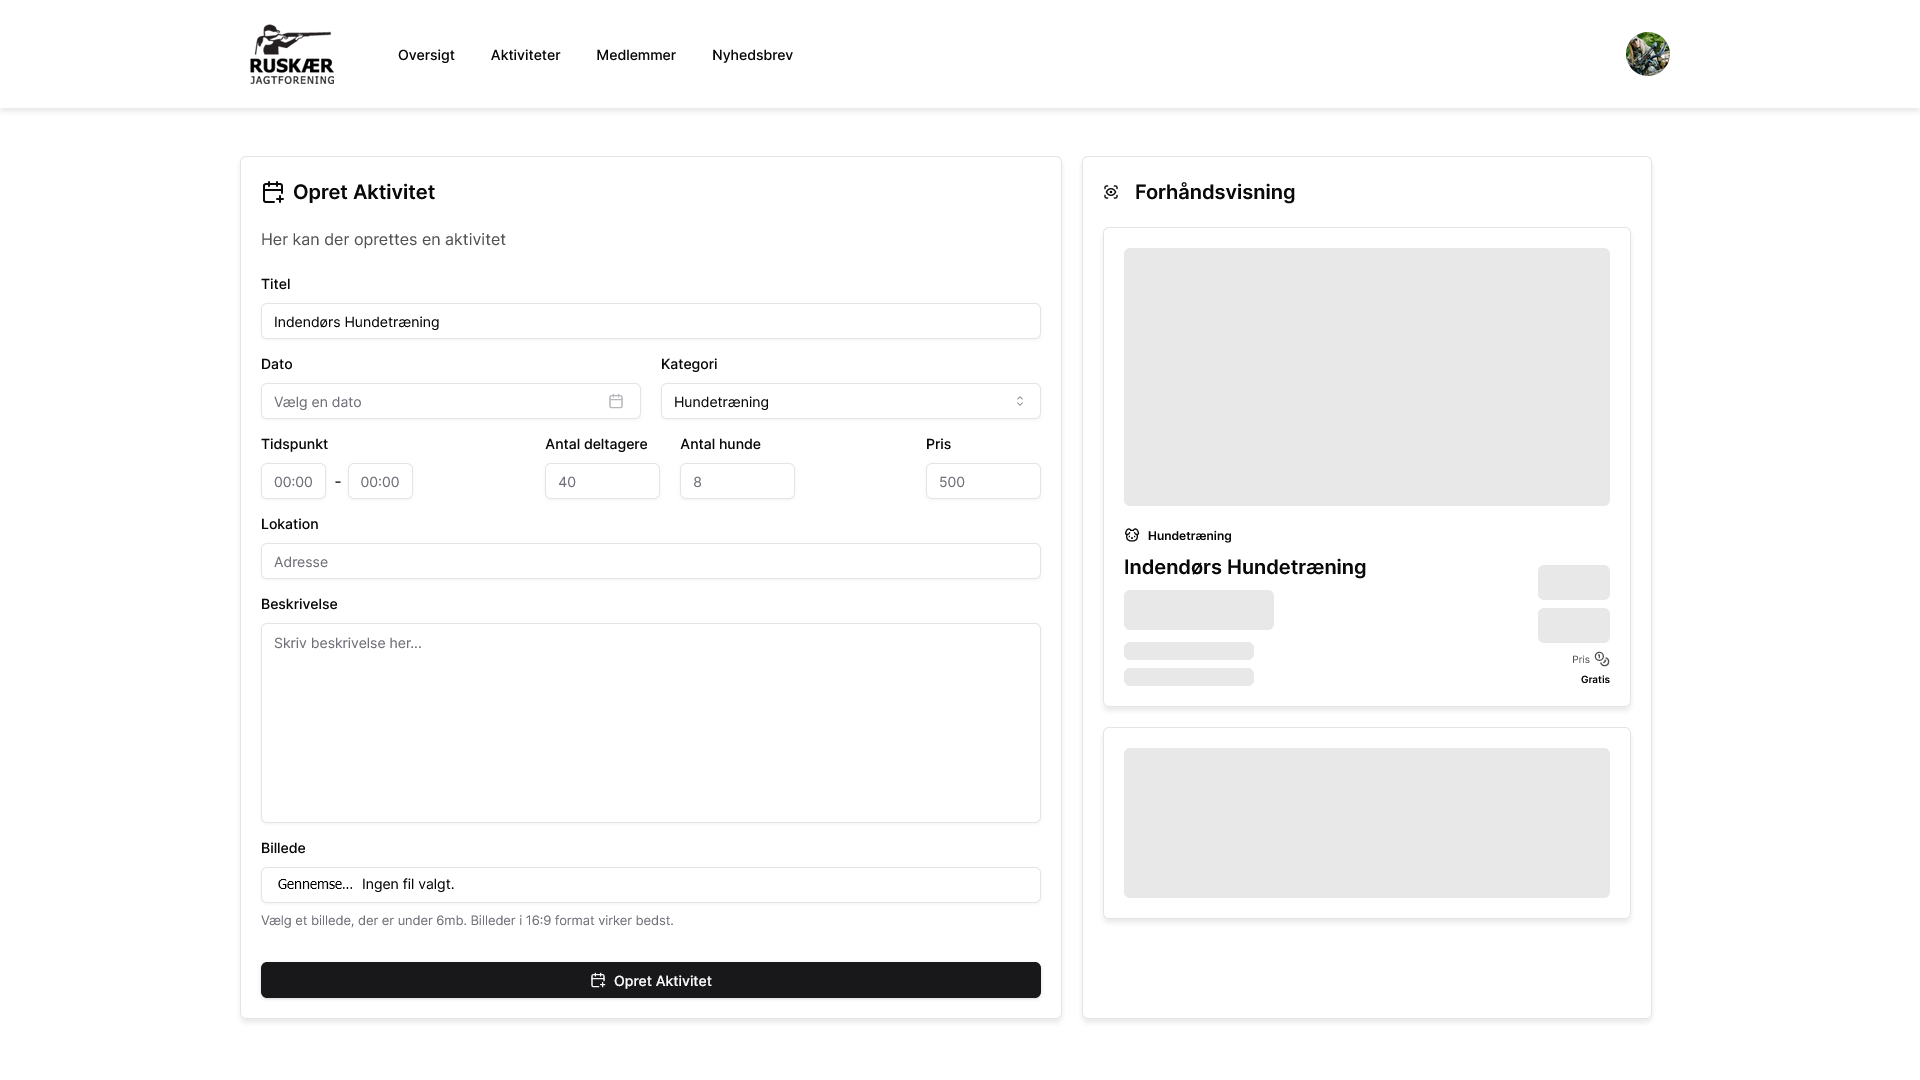 RUSKÆR
JAGTFORENING
Oversigt
Aktiviteter
Medlemmer
Nyhedsbrev
Opret Aktivitet
Her kan der oprettes en aktivitet
Titel
Indendørs Hundetræning
Dato
Kategori
Vælg en dato
Hundetræning
Tidspunkt
Antal deltagere
Antal hunde
Pris
00:00 - 00:00
40
8
500
Lokation
Adresse
Beskrivelse
Skriv beskrivelse her...
Billede
Gennemse... Ingen fil valgt.
Vælg et billede, der er under 6mb. Billeder i 16:9 format virker bedst.
Opret Aktivitet
Forhåndsvisning
Hundetræning
Indendørs Hundetræning
Pris
Gratis